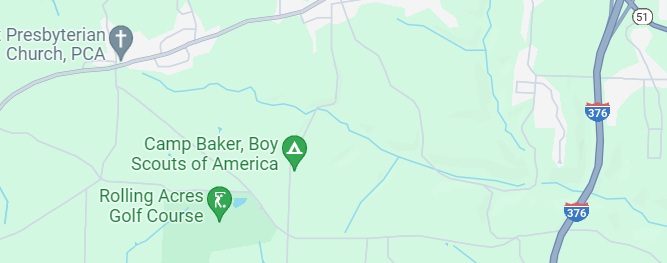 Presbyterian
Church, PCA
51
376
Camp Baker, Boy
Scouts of America
Rolling Acres
Golf Course
376